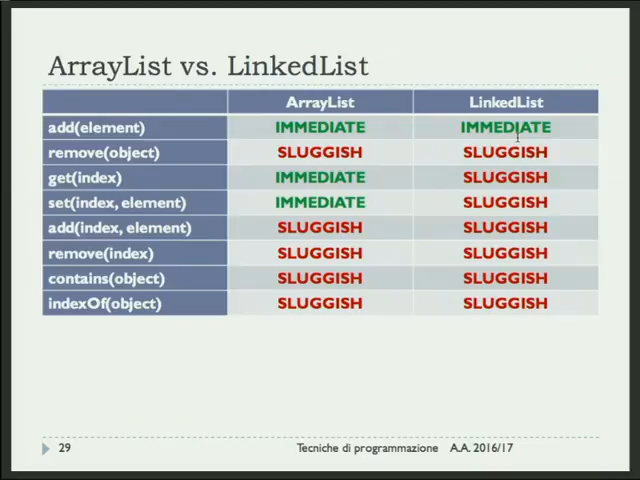 ArrayList vs. LinkedList
ArrayList LinkedList
add(element) IMMEDIATE IMMEDIATE
remove(object) SLUGGISH SLUGGISH
get(index) IMMEDIATE SLUGGISH
set(index, element) IMMEDIATE SLUGGISH
add(index, element) SLUGGISH SLUGGISH
remove(index) SLUGGISH SLUGGISH
contains(object) SLUGGISH SLUGGISH
indexOf(object) SLUGGISH SLUGGISH
29 Tecniche di programmazione A.A. 2016/17